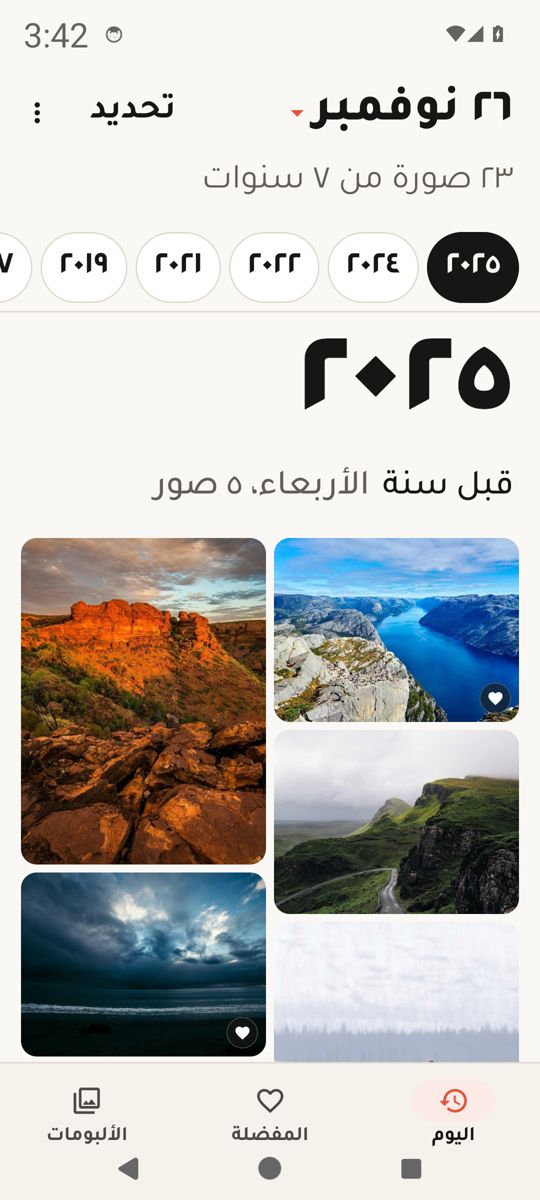 3:42
٢٦ نوفمبر
تحديد
٢٣ صورة من ٧ سنوات
٢٠٢٥ ٢٠٢٤ ٢٠٢٢ ٢٠٢١ ٢٠١٩
٢٠٢٥
قبل سنة الأربعاء، ٥ صور
اليوم المفضلة الألبومات